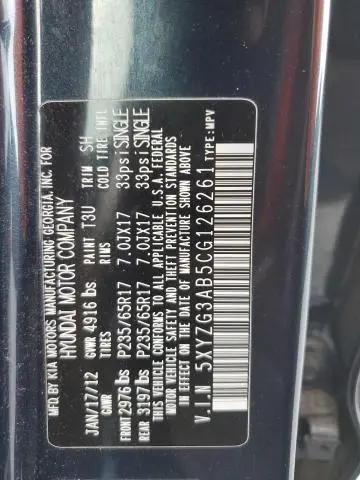 MFD BY KIA MOTORS MANUFACTURING GEORGIA, INC. FOR
HYUNDAI MOTOR COMPANY
JAN/17/12 GVWR 4916 lbs PAINT T3U TRIM SH
GWR TIRES RIMS COLD TIRE INFL
FRONT 2976 lbs P235/65R17 7.0JX17 33psi SINGLE
REAR 3197 lbs P235/65R17 7.0JX17 33psi SINGLE
THIS VEHICLE CONFORMS TO ALL APPLICABLE U.S.A. FEDERAL
MOTOR VEHICLE SAFETY AND THEFT PREVENTION STANDARDS
IN EFFECT ON THE DATE OF MANUFACTURE SHOWN ABOVE
V.I.N 5XYZG3AB5CG126261 TYPE: MPV